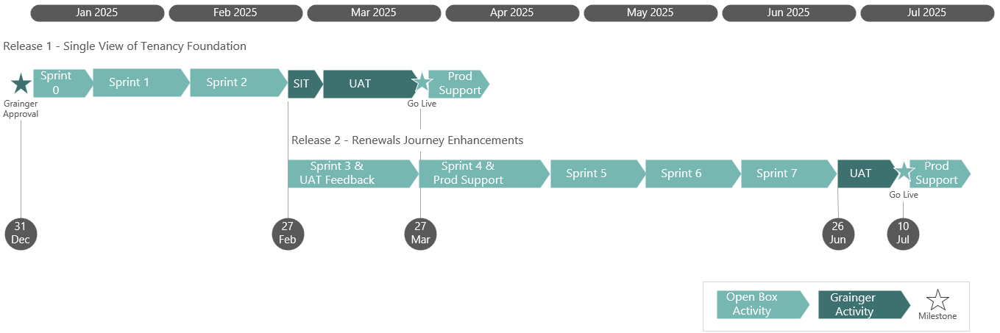 Jan 2025
Feb 2025
Mar 2025
Apr 2025
May 2025
Jun 2025
Jul 2025
Release 1 - Single View of Tenancy Foundation
Sprint
0
Sprint 1
Sprint 2
SIT
UAT
Prod
Support
Grainger
Approval
Go Live
Release 2 - Renewals Journey Enhancements
Sprint 3 &
UAT Feedback
Sprint 4 &
Prod Support
Sprint 5
Sprint 6
Sprint 7
UAT
Prod
Support
Go Live
31
Dec
27
Feb
27
Mar
26
Jun
10
Jul
Open Box
Activity
Grainger
Activity
Milestone